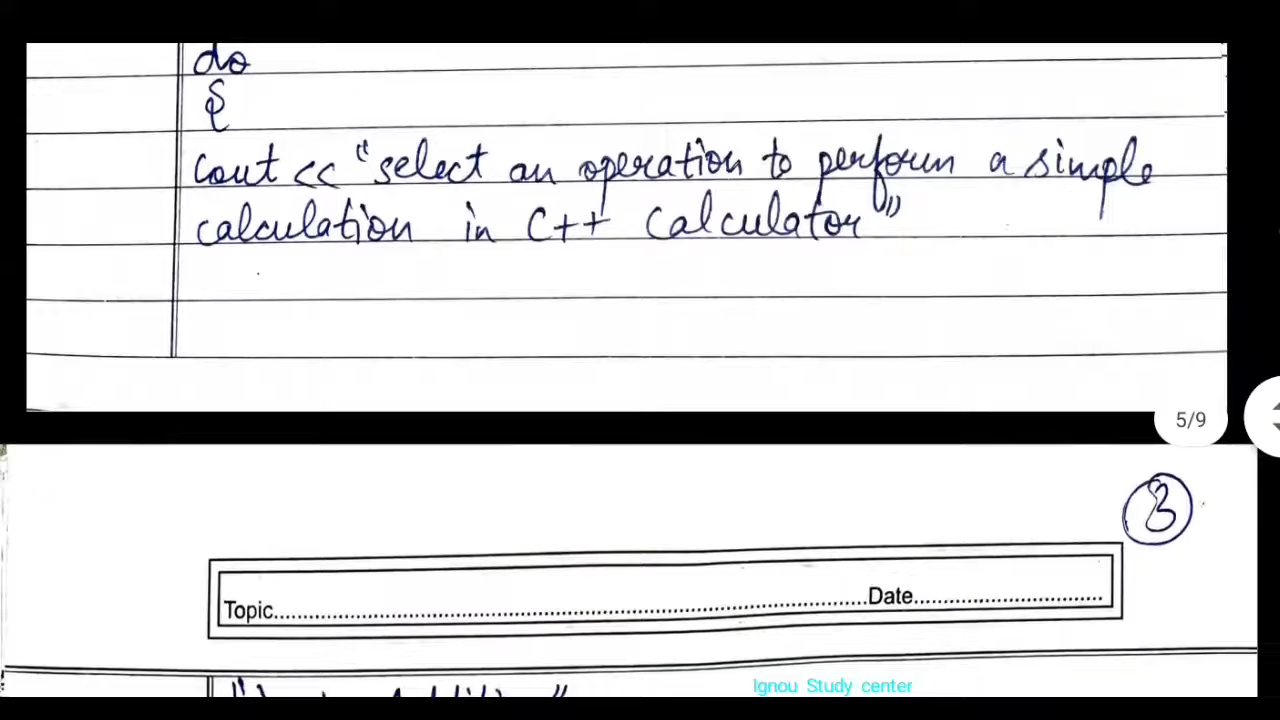 do
{
cout << "select an operation to perform a simple
calculation in C++ calculator"
5/9
3
Topic.......................................................Date..............................
Ignou Study center